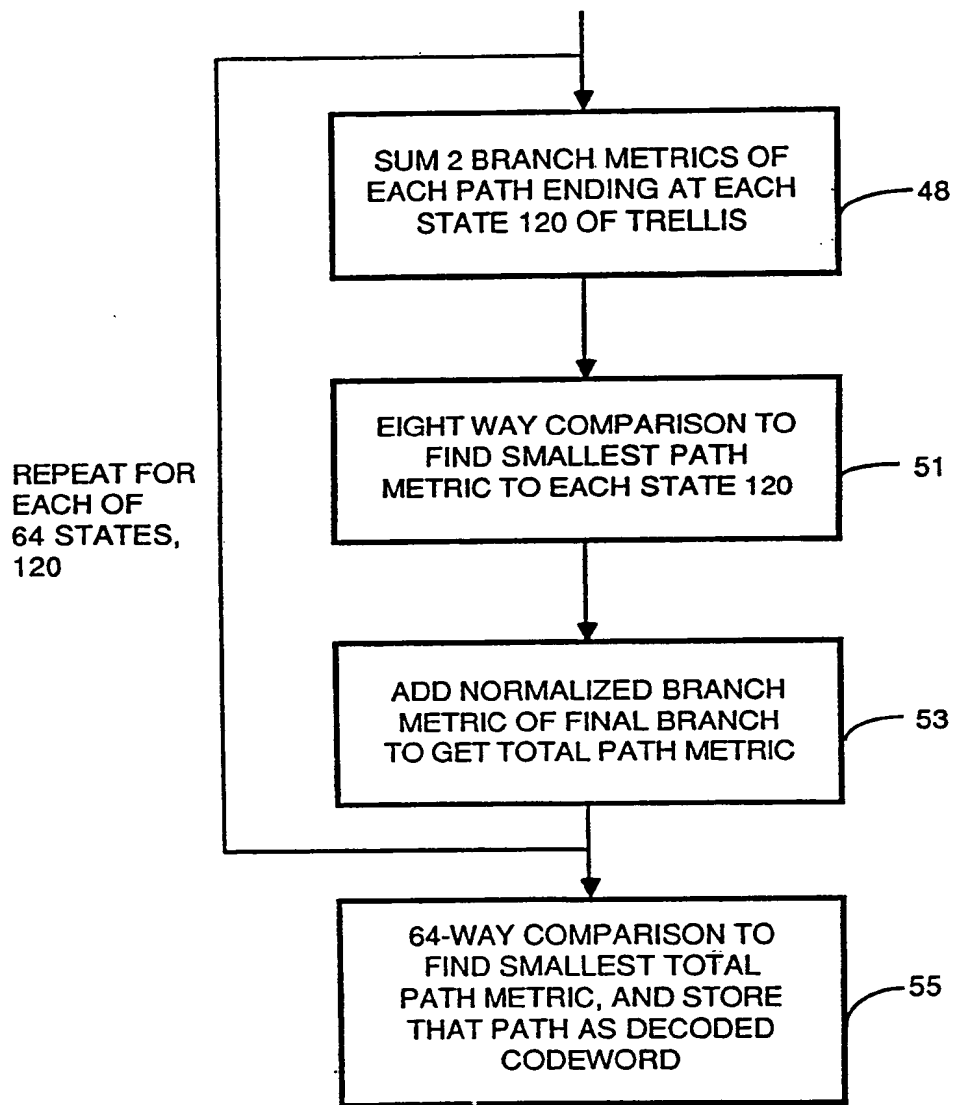 SUM 2 BRANCH METRICS OF
EACH PATH ENDING AT EACH
STATE 120 OF TRELLIS
48
EIGHT WAY COMPARISON TO
FIND SMALLEST PATH
METRIC TO EACH STATE 120
51
REPEAT FOR
EACH OF
64 STATES,
120
ADD NORMALIZED BRANCH
METRIC OF FINAL BRANCH
TO GET TOTAL PATH METRIC
53
64-WAY COMPARISON TO
FIND SMALLEST TOTAL
PATH METRIC, AND STORE
THAT PATH AS DECODED
CODEWORD
55